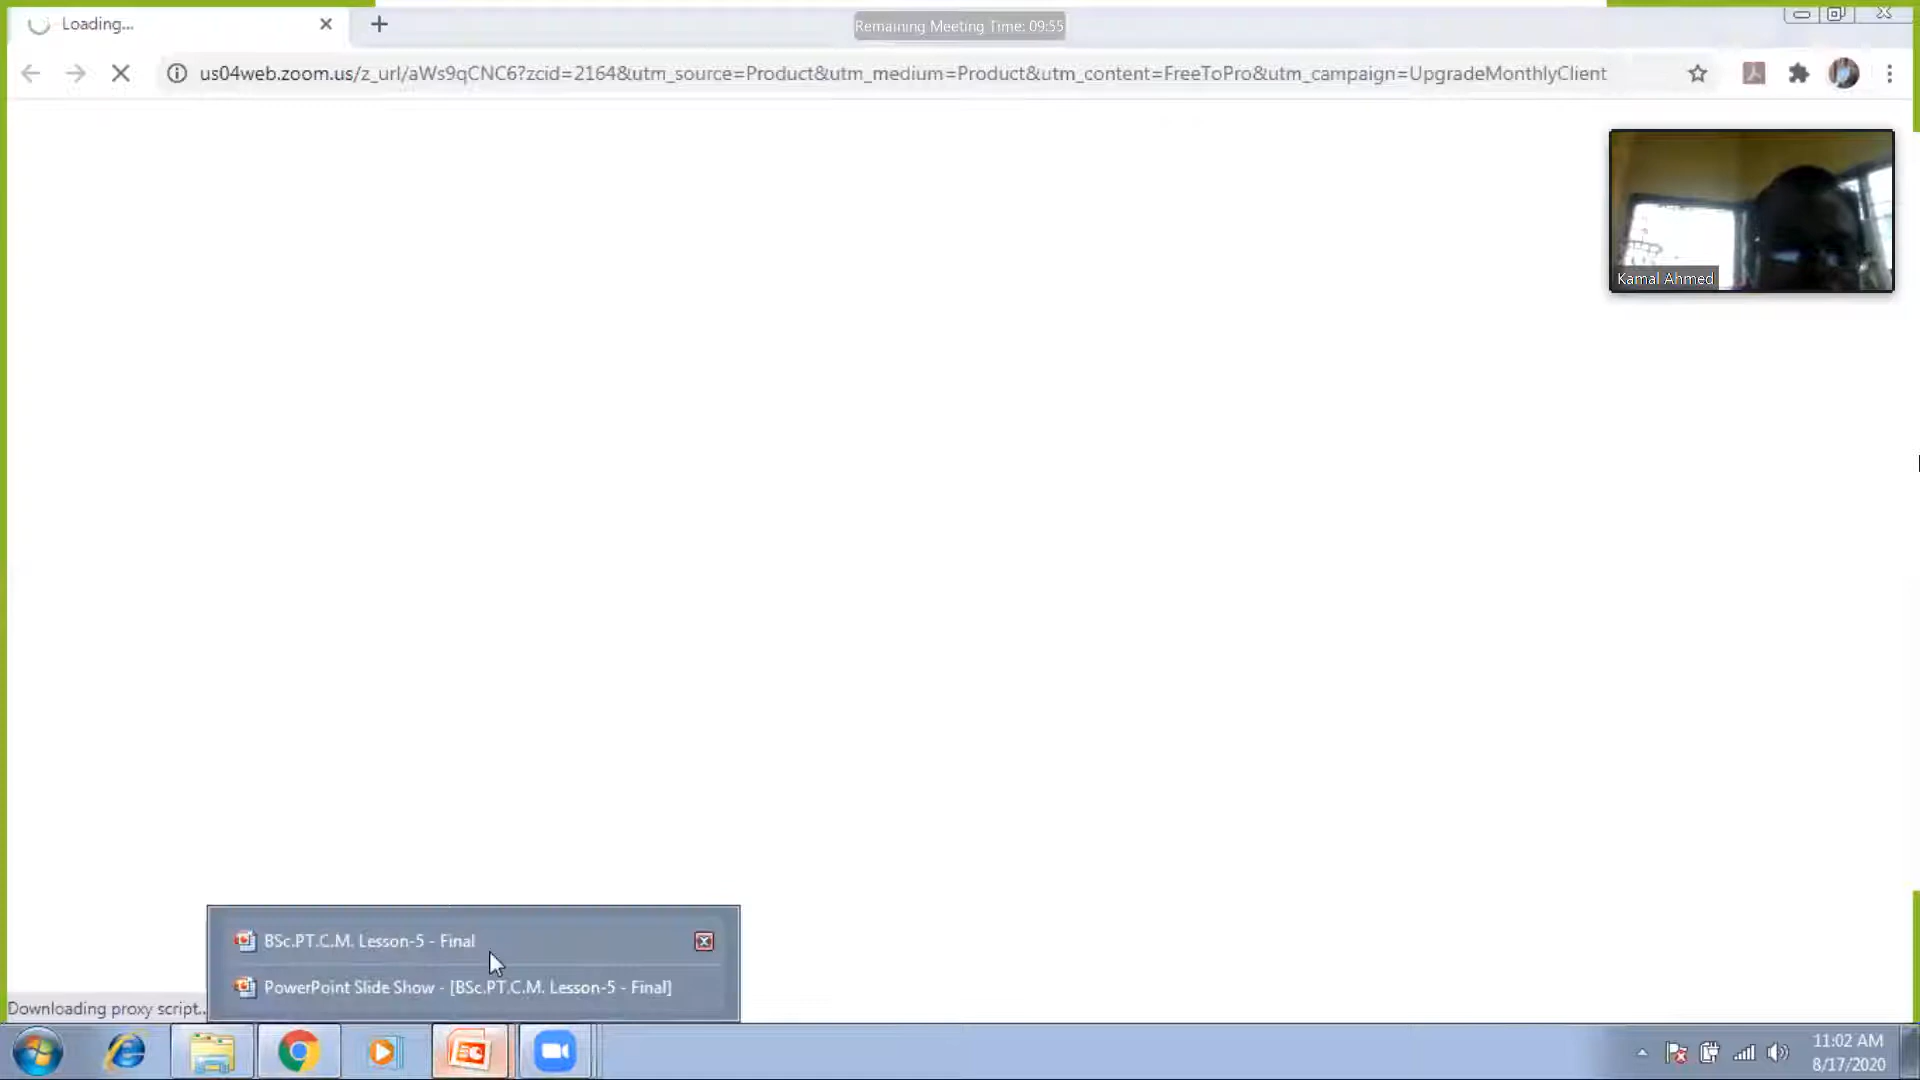 Loading...
Remaining Meeting Time: 09:55
us04web.zoom.us/z_url/aWs9qCNC6?zcid=2164&utm_source=Product&utm_medium=Product&utm_content=FreeToPro&utm_campaign=UpgradeMonthlyClient
Kamal Ahmed
BSc.PT.C.M. Lesson-5 - Final
PowerPoint Slide Show - [BSc.PT.C.M. Lesson-5 - Final]
Downloading proxy script...
11:02 AM
8/17/2020